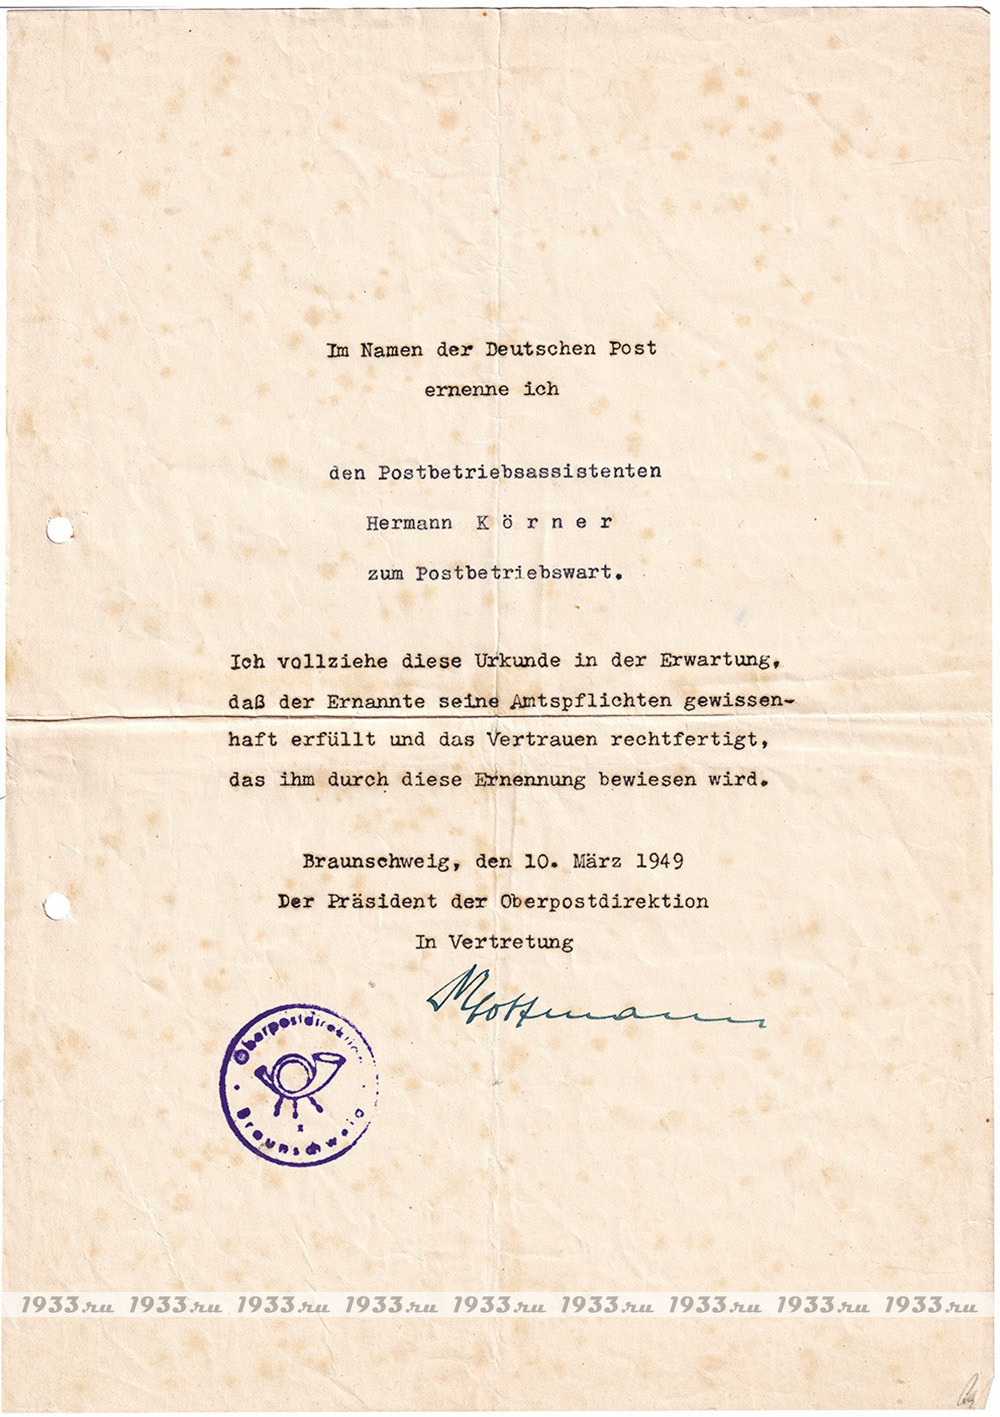 Im Namen der Deutschen Post
ernenne ich
den Postbetriebsassistenten
Hermann K ö r n e r
zum Postbetriebswart.
Ich vollziehe diese Urkunde in der Erwartung,
daß der Ernannte seine Amtspflichten gewissen-
haft erfüllt und das Vertrauen rechtfertigt,
das ihm durch diese Ernennung bewiesen wird.
Braunschweig, den 10. März 1949
Der Präsident der Oberpostdirektion
In Vertretung
Oberpostdirektion
Braunschweig
1933.ru 1933.ru 1933.ru 1933.ru 1933.ru 1933.ru 1933.ru 1933.ru 1933.ru